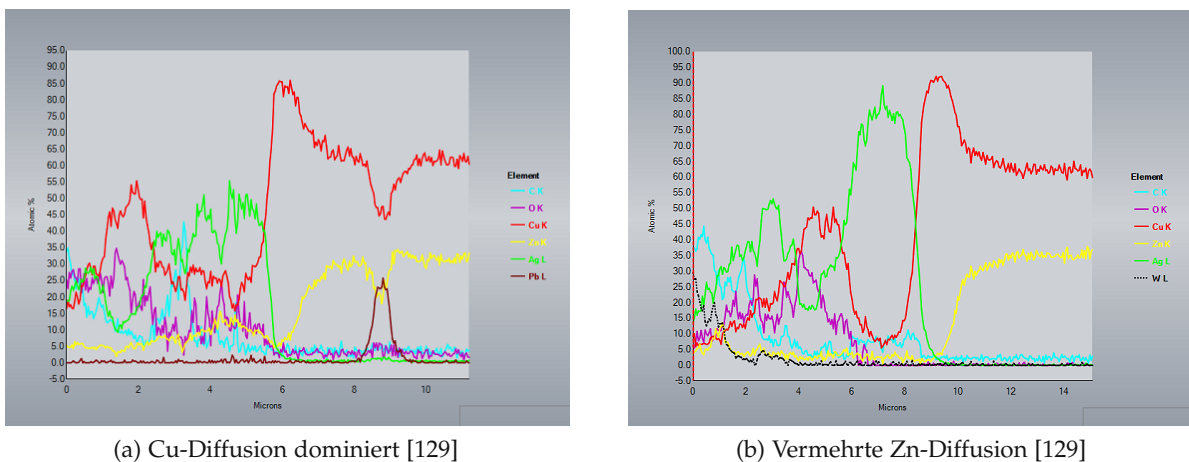 95.0
90.0
85.0
80.0
75.0
70.0
65.0
60.0
55.0
50.0
45.0
40.0
35.0
30.0
25.0
20.0
15.0
10.0
5.0
0.0
-5.0
Atomic %
0 2 4 6 8 10
Microns
Element
C K
O K
Cu K
Zn K
Ag L
Pb L
(a) Cu-Diffusion dominiert [129]
100.0
95.0
90.0
85.0
80.0
75.0
70.0
65.0
60.0
55.0
50.0
45.0
40.0
35.0
30.0
25.0
20.0
15.0
10.0
5.0
0.0
-5.0
Atomic %
0 2 4 6 8 10 12 14
Microns
Element
C K
O K
Cu K
Zn K
Ag L
W L
(b) Vermehrte Zn-Diffusion [129]